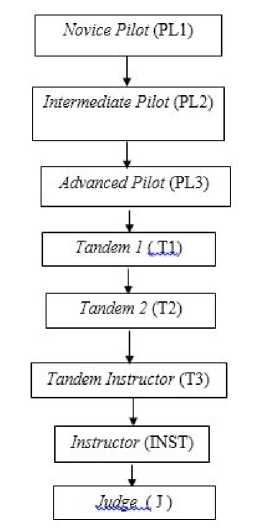 Novice Pilot (PL1)
Intermediate Pilot (PL2)
Advanced Pilot (PL3)
Tandem 1 ( T1)
Tandem 2 (T2)
Tandem Instructor (T3)
Instructor (INST)
Judge ( J )